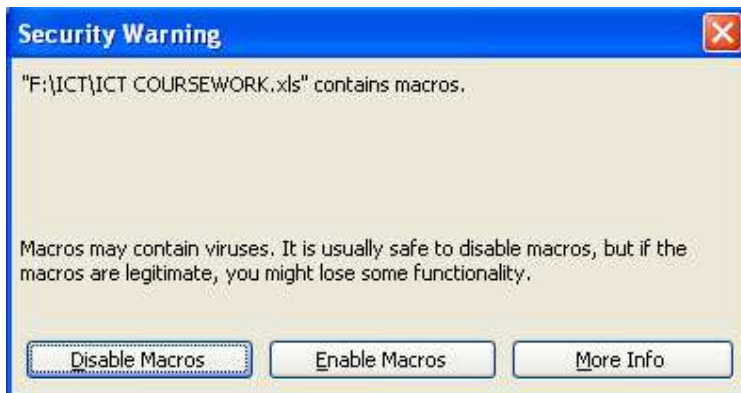 Security Warning
"F:\ICT\ICT COURSEWORK.xls" contains macros.
Macros may contain viruses. It is usually safe to disable macros, but if the
macros are legitimate, you might lose some functionality.
Disable Macros Enable Macros More Info